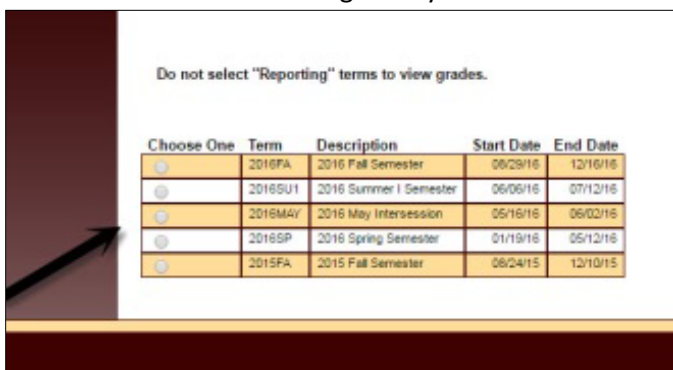 Do not select "Reporting" terms to view grades.
Choose One Term Description Start Date End Date
2016FA 2016 Fall Semester 08/29/16 12/16/16
2016SU1 2016 Summer I Semester 06/06/16 07/12/16
2016MAY 2016 May Intersession 05/16/16 06/02/16
2016SP 2016 Spring Semester 01/19/16 05/12/16
2015FA 2015 Fall Semester 08/24/15 12/10/15